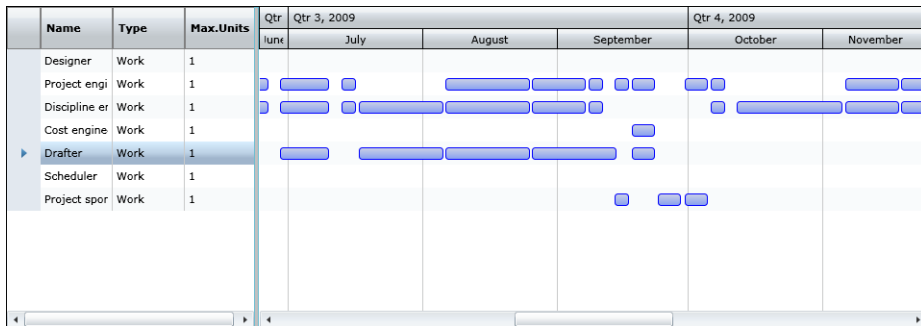 Name Type Max.Units Qtr Qtr 3, 2009 Qtr 4, 2009
June July August September October November
Designer Work 1
Project engi Work 1
Discipline er Work 1
Cost engine Work 1
Drafter Work 1
Scheduler Work 1
Project spor Work 1